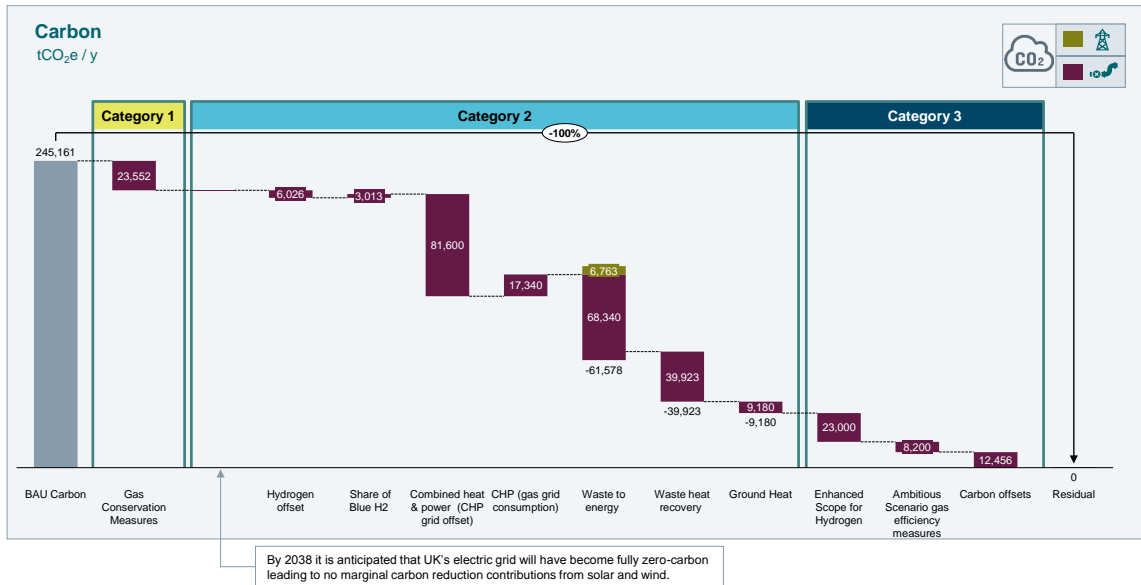 Carbon
tCO₂e / y
CO₂
Category 1
Category 2
Category 3
-100%
245,161
23,552
6,026
3,013
81,600
17,340
6,763
68,340
-61,578
39,923
-39,923
9,180
-9,180
23,000
8,200
12,456
0
BAU Carbon
Gas
Conservation
Measures
Hydrogen
offset
Share of
Blue H2
Combined heat
& power (CHP
grid offset)
CHP (gas grid
consumption)
Waste to
energy
Waste heat
recovery
Ground Heat
Enhanced
Scope for
Hydrogen
Ambitious
Scenario gas
efficiency
measures
Carbon offsets
Residual
By 2038 it is anticipated that UK's electric grid will have become fully zero-carbon
leading to no marginal carbon reduction contributions from solar and wind.